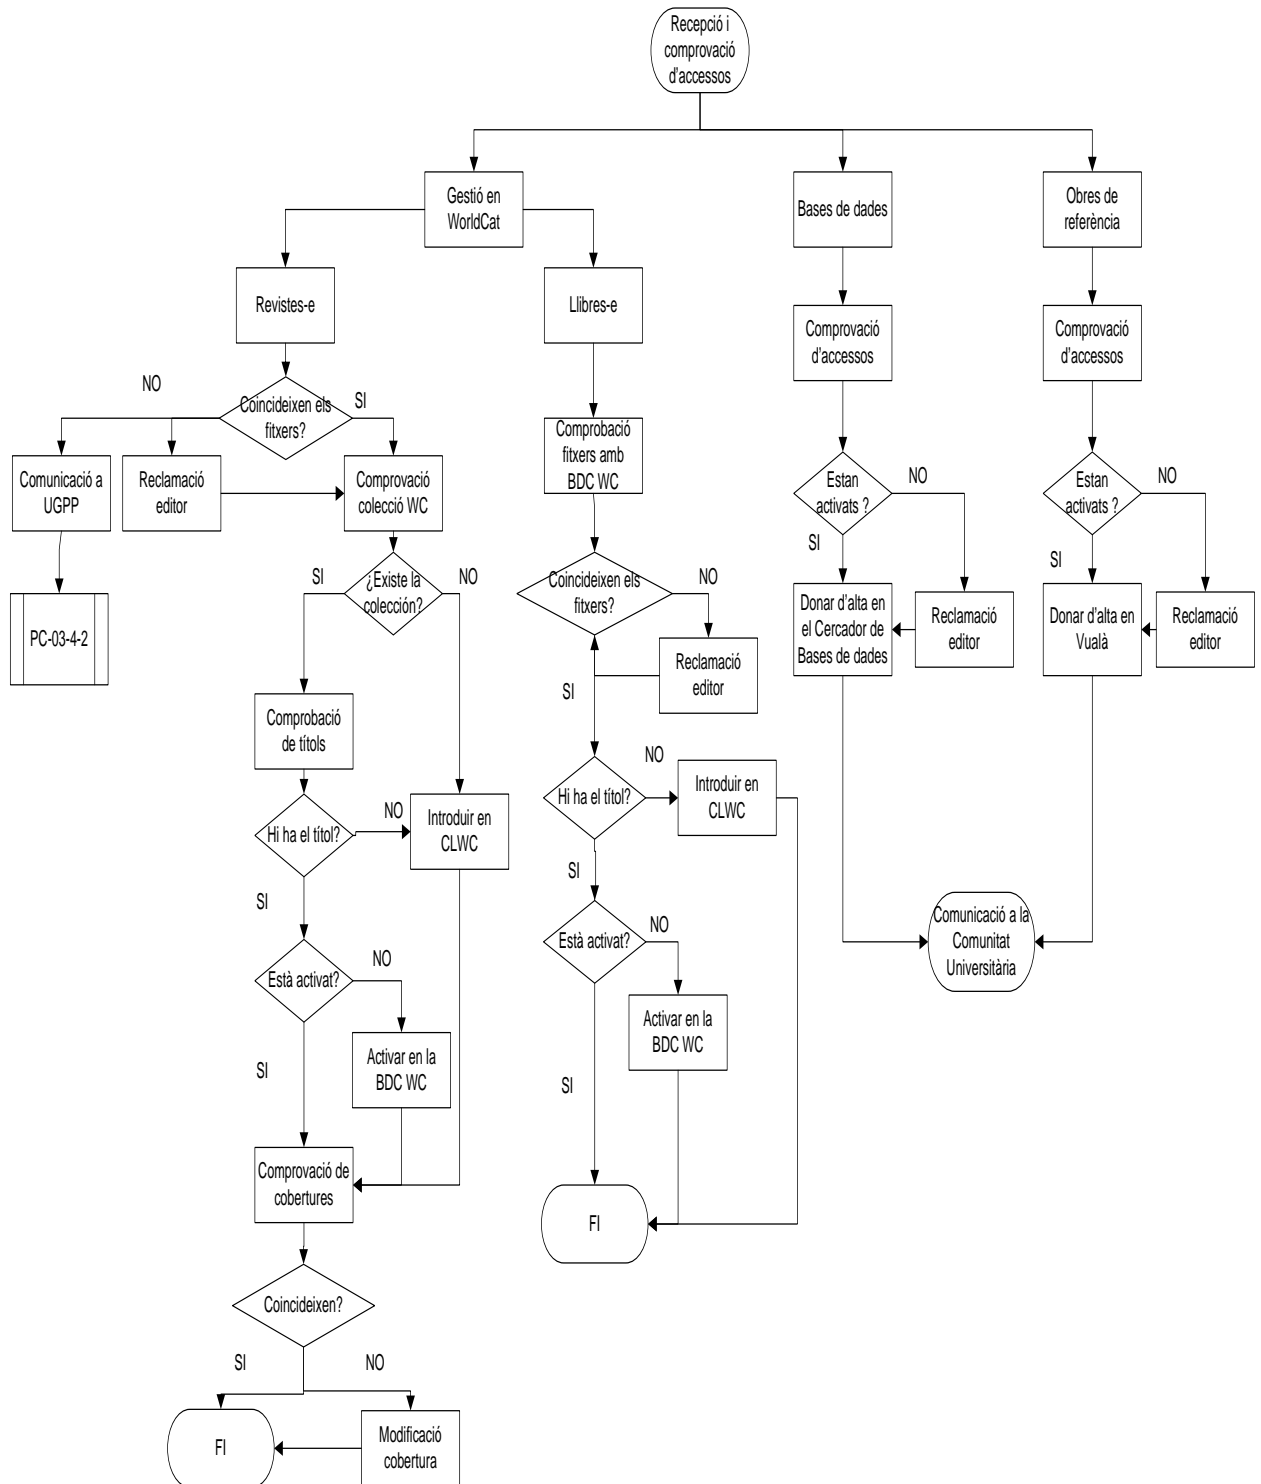 Recepció i
comprovació
d'accessos
Gestió en
WorldCat
Bases de dades
Obres de
referència
Revistes-e
Llibres-e
Comprovació
d'accessos
Comprovació
d'accessos
NO
Coincideixen els
fitxers?
SI
Comunicació a
UGPP
Reclamació
editor
Comprovació
colecció WC
Comprobació
fitxers amb
BDC WC
Estan
activats ?
NO
SI
Estan
activats ?
NO
SI
PC-03-4-2
SI
¿Existe la
colección?
NO
Coincideixen els
fitxers?
NO
Reclamació
editor
SI
Donar d'alta en
el Cercador de
Bases de dades
Reclamació
editor
Donar d'alta en
Vualà
Reclamació
editor
Comprobació
de títols
Hi ha el títol?
NO
Introduir en
CLWC
SI
Hi ha el títol?
NO
Introduir en
CLWC
SI
Està activat?
NO
Activar en la
BDC WC
SI
Està activat?
NO
Activar en la
BDC WC
SI
Comunicació a la
Comunitat
Universitària
Comprovació de
cobertures
FI
Coincideixen?
SI
NO
FI
Modificació
cobertura